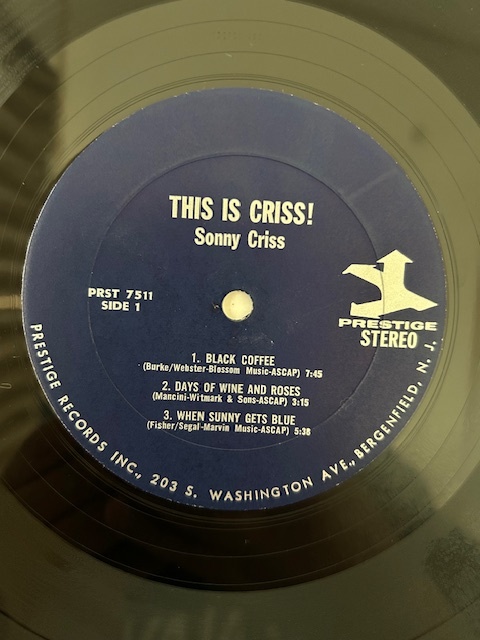 THIS IS CRISS!
Sonny Criss
PRST 7511
SIDE 1
PRESTIGE
STEREO
1. BLACK COFFEE
(Burke/Webster-Blossom Music-ASCAP) 7:45
2. DAYS OF WINE AND ROSES
(Mancini-Witmark & Sons-ASCAP) 3:15
3. WHEN SUNNY GETS BLUE
(Fisher/Segal-Marvin Music-ASCAP) 5:38
PRESTIGE RECORDS INC., 203 S. WASHINGTON AVE., BERGENFIELD, N. J.